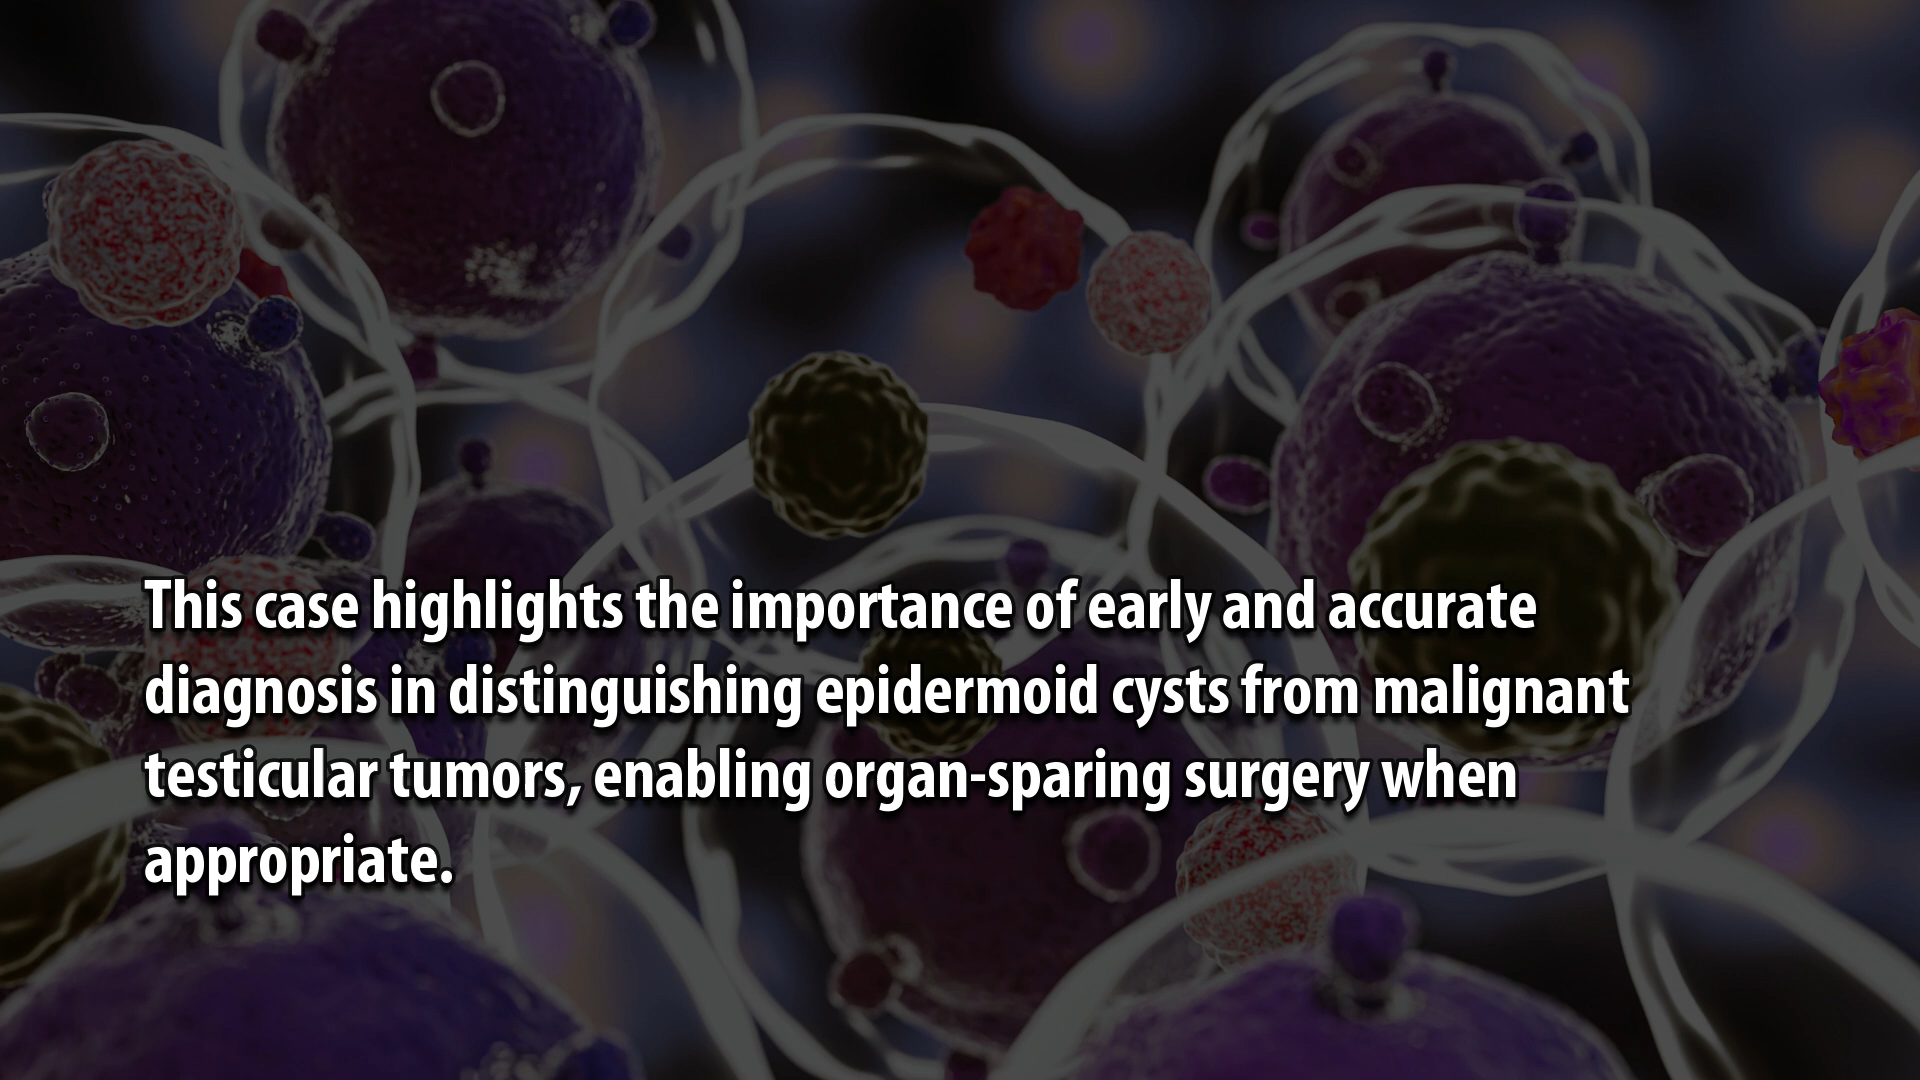 This case highlights the importance of early and accurate
diagnosis in distinguishing epidermoid cysts from malignant
testicular tumors, enabling organ-sparing surgery when
appropriate.